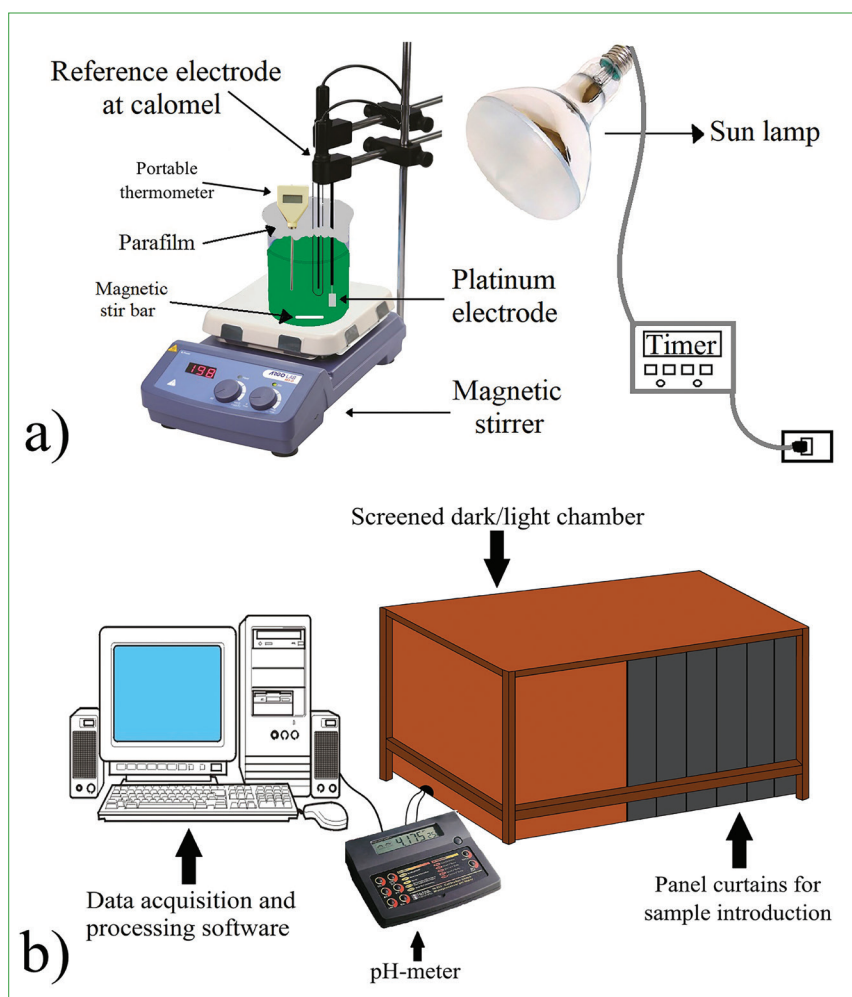 Reference electrode
at calomel
Sun lamp
Portable
thermometer
Parafilm
Magnetic
stir bar
Platinum
electrode
Timer
198
Magnetic
stirrer
a)
Screened dark/light chamber
Data acquisition and
processing software
pH-meter
Panel curtains for
sample introduction
b)